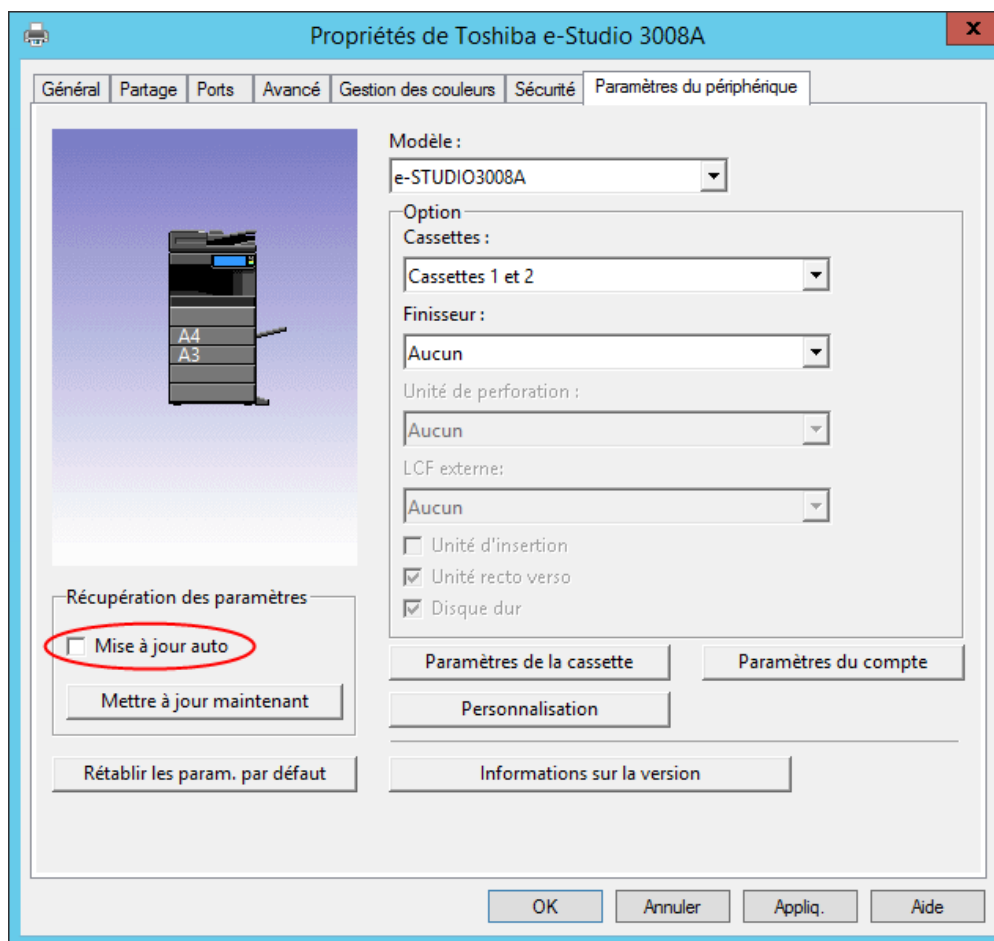 Propriétés de Toshiba e-Studio 3008A
x
Général Partage Ports Avancé Gestion des couleurs Sécurité Paramètres du périphérique
Modèle :
e-STUDIO3008A
Option
Cassettes :
Cassettes 1 et 2
Finisseur :
Aucun
Unité de perforation :
Aucun
LCF externe:
Aucun
Unité d'insertion
Unité recto verso
Disque dur
A4
A3
Récupération des paramètres
Mise à jour auto
Mettre à jour maintenant
Paramètres de la cassette Paramètres du compte
Personnalisation
Rétablir les param. par défaut
Informations sur la version
OK Annuler Appliq. Aide